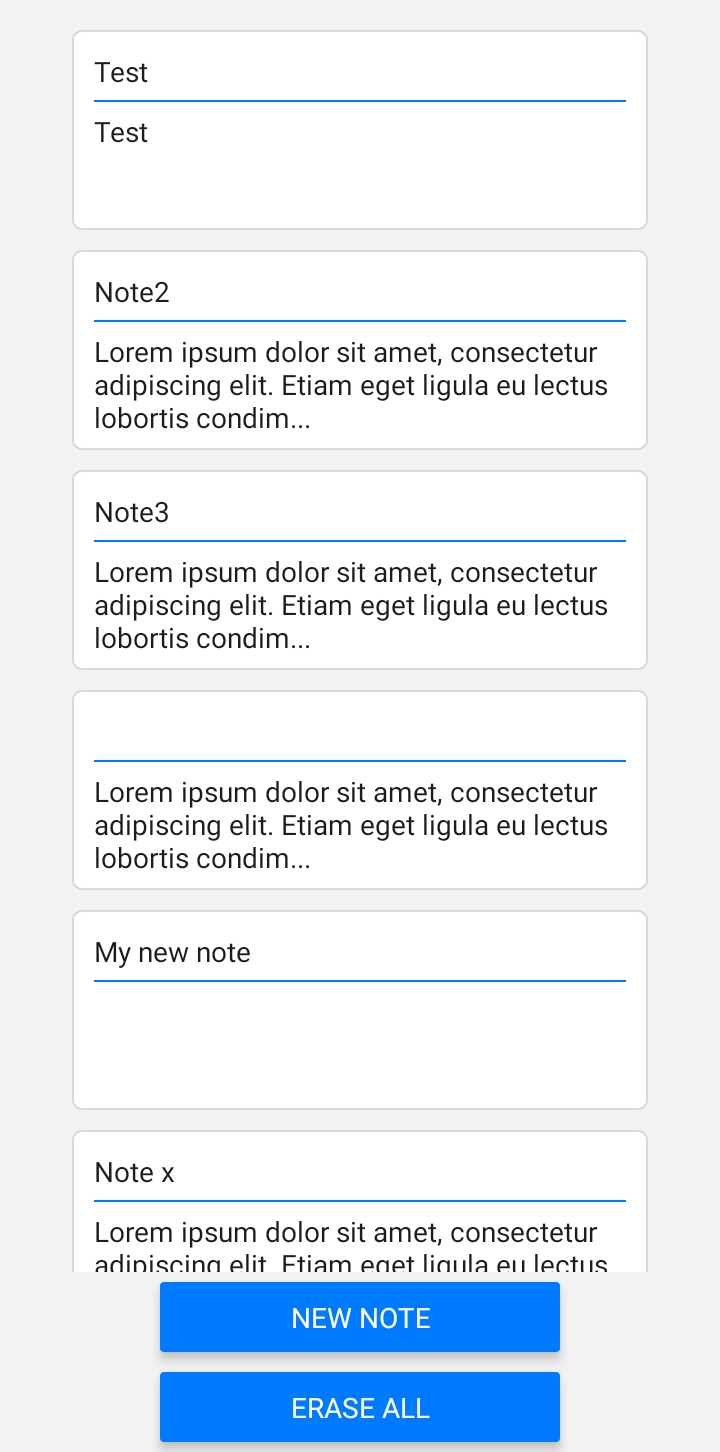 Test
Test
Note2
Lorem ipsum dolor sit amet, consectetur
adipiscing elit. Etiam eget ligula eu lectus
lobortis condim...
Note3
Lorem ipsum dolor sit amet, consectetur
adipiscing elit. Etiam eget ligula eu lectus
lobortis condim...
Lorem ipsum dolor sit amet, consectetur
adipiscing elit. Etiam eget ligula eu lectus
lobortis condim...
My new note
Note x
Lorem ipsum dolor sit amet, consectetur
adipiscing elit. Etiam eget ligula eu lectus
NEW NOTE
ERASE ALL